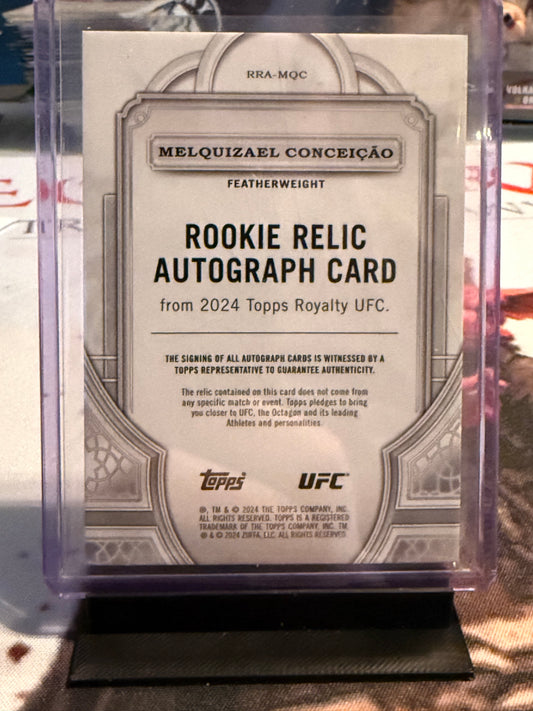 RRA-MQC
MELQUIZAEL CONCEIÇÃO
FEATHERWEIGHT
ROOKIE RELIC
AUTOGRAPH CARD
from 2024 Topps Royalty UFC.
THE SIGNING OF ALL AUTOGRAPH CARDS IS WITNESSED BY A
TOPPS REPRESENTATIVE TO GUARANTEE AUTHENTICITY.
The relic contained on this card does not come from
any specific match or event. Topps pledges to bring
you closer to UFC, the Octagon and its leading
Athletes and personalities.
topps UFC
®, TM & © 2024 THE TOPPS COMPANY, INC.
ALL RIGHTS RESERVED. TOPPS IS A REGISTERED
TRADEMARK OF THE TOPPS COMPANY, INC. TM
® & © 2024 ZUFFA, LLC. ALL RIGHTS RESERVED.